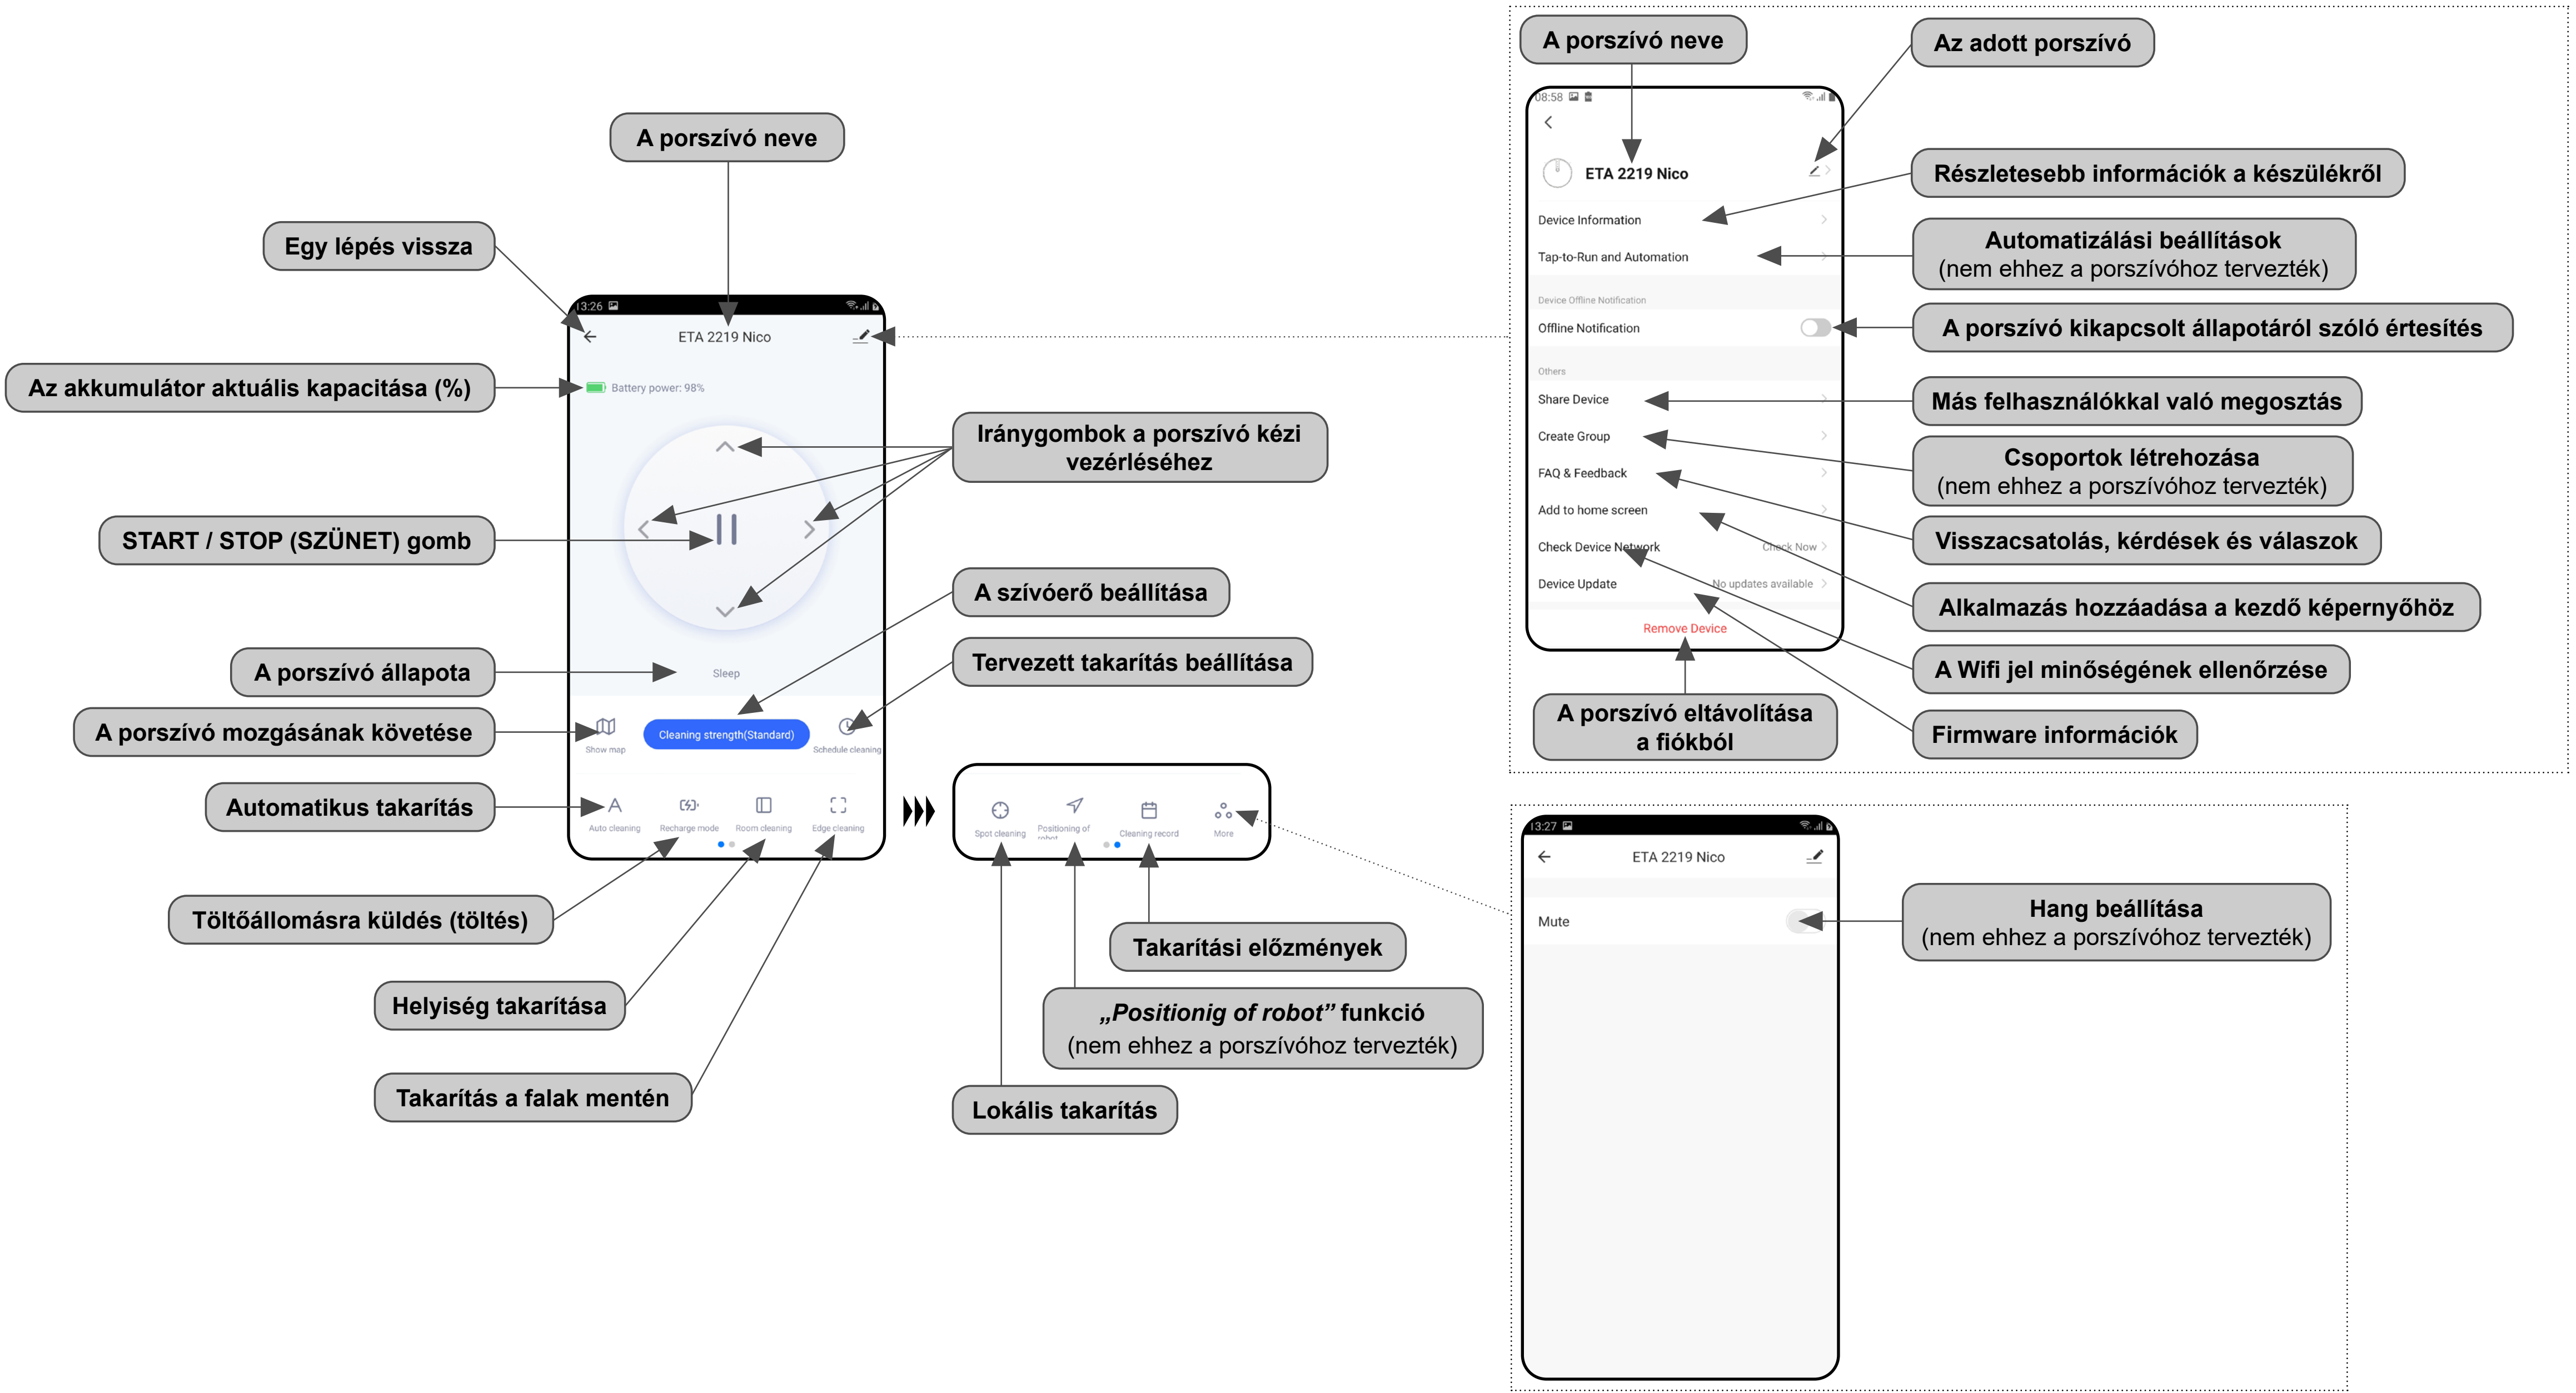 A porszívó neve
Egy lépés vissza
Az akkumulátor aktuális kapacitása (%)
START / STOP (SZÜNET) gomb
A porszívó állapota
A porszívó mozgásának követése
Automatikus takarítás
Töltőállomásra küldés (töltés)
Helyiség takarítása
Takarítás a falak mentén
13:26
ETA 2219 Nico
Battery power: 98%
Sleep
Show map
Cleaning strength(Standard)
Schedule cleaning
Auto cleaning
Recharge mode
Room cleaning
Edge cleaning
Iránygombok a porszívó kézi
vezérléséhez
A szívóerő beállítása
Tervezett takarítás beállítása
Spot cleaning
Positioning of
robot
Cleaning record
More
Takarítási előzmények
„Positionig of robot” funkció
(nem ehhez a porszívóhoz tervezték)
Lokális takarítás
A porszívó neve
Az adott porszívó
08:58
ETA 2219 Nico
Device Information
Tap-to-Run and Automation
Device Offline Notification
Offline Notification
Others
Share Device
Create Group
FAQ & Feedback
Add to home screen
Check Device Network
Check Now
Device Update
No updates available
Remove Device
Részletesebb információk a készülékről
Automatizálási beállítások
(nem ehhez a porszívóhoz tervezték)
A porszívó kikapcsolt állapotáról szóló értesítés
Más felhasználókkal való megosztás
Csoportok létrehozása
(nem ehhez a porszívóhoz tervezték)
Visszacsatolás, kérdések és válaszok
Alkalmazás hozzáadása a kezdő képernyőhöz
A Wifi jel minőségének ellenőrzése
Firmware információk
A porszívó eltávolítása
a fiókból
13:27
ETA 2219 Nico
Mute
Hang beállítása
(nem ehhez a porszívóhoz tervezték)